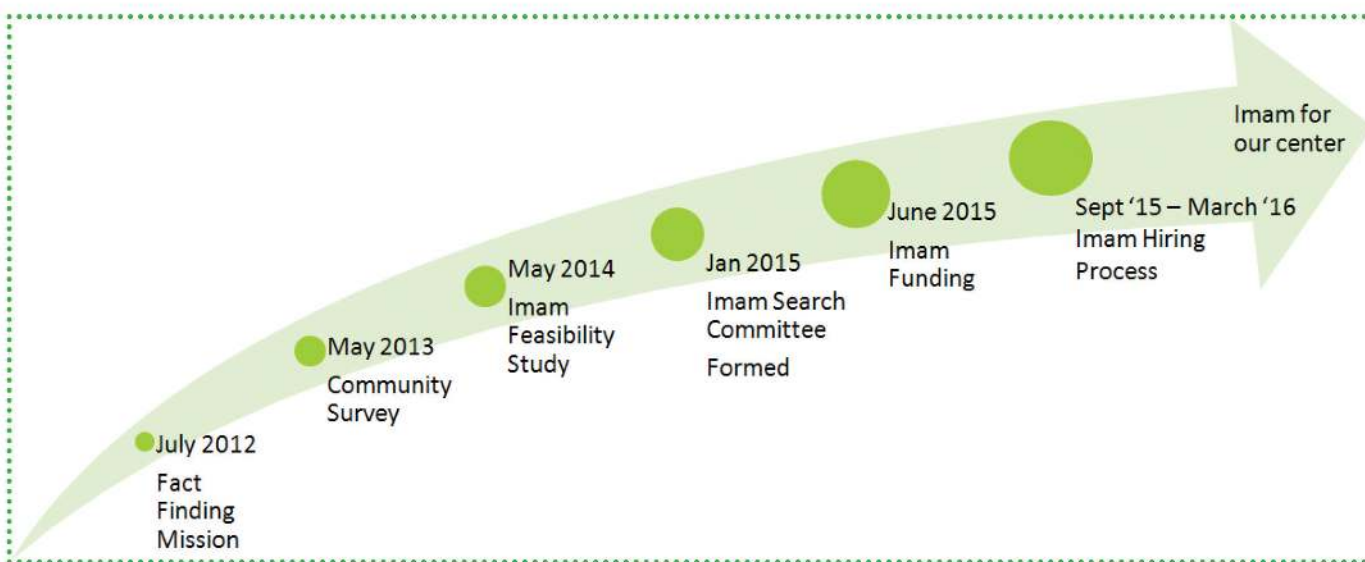 July 2012
Fact
Finding
Mission
May 2013
Community
Survey
May 2014
Imam
Feasibility
Study
Jan 2015
Imam Search
Committee
Formed
June 2015
Imam
Funding
Sept ‘15 – March ‘16
Imam Hiring
Process
Imam for
our center